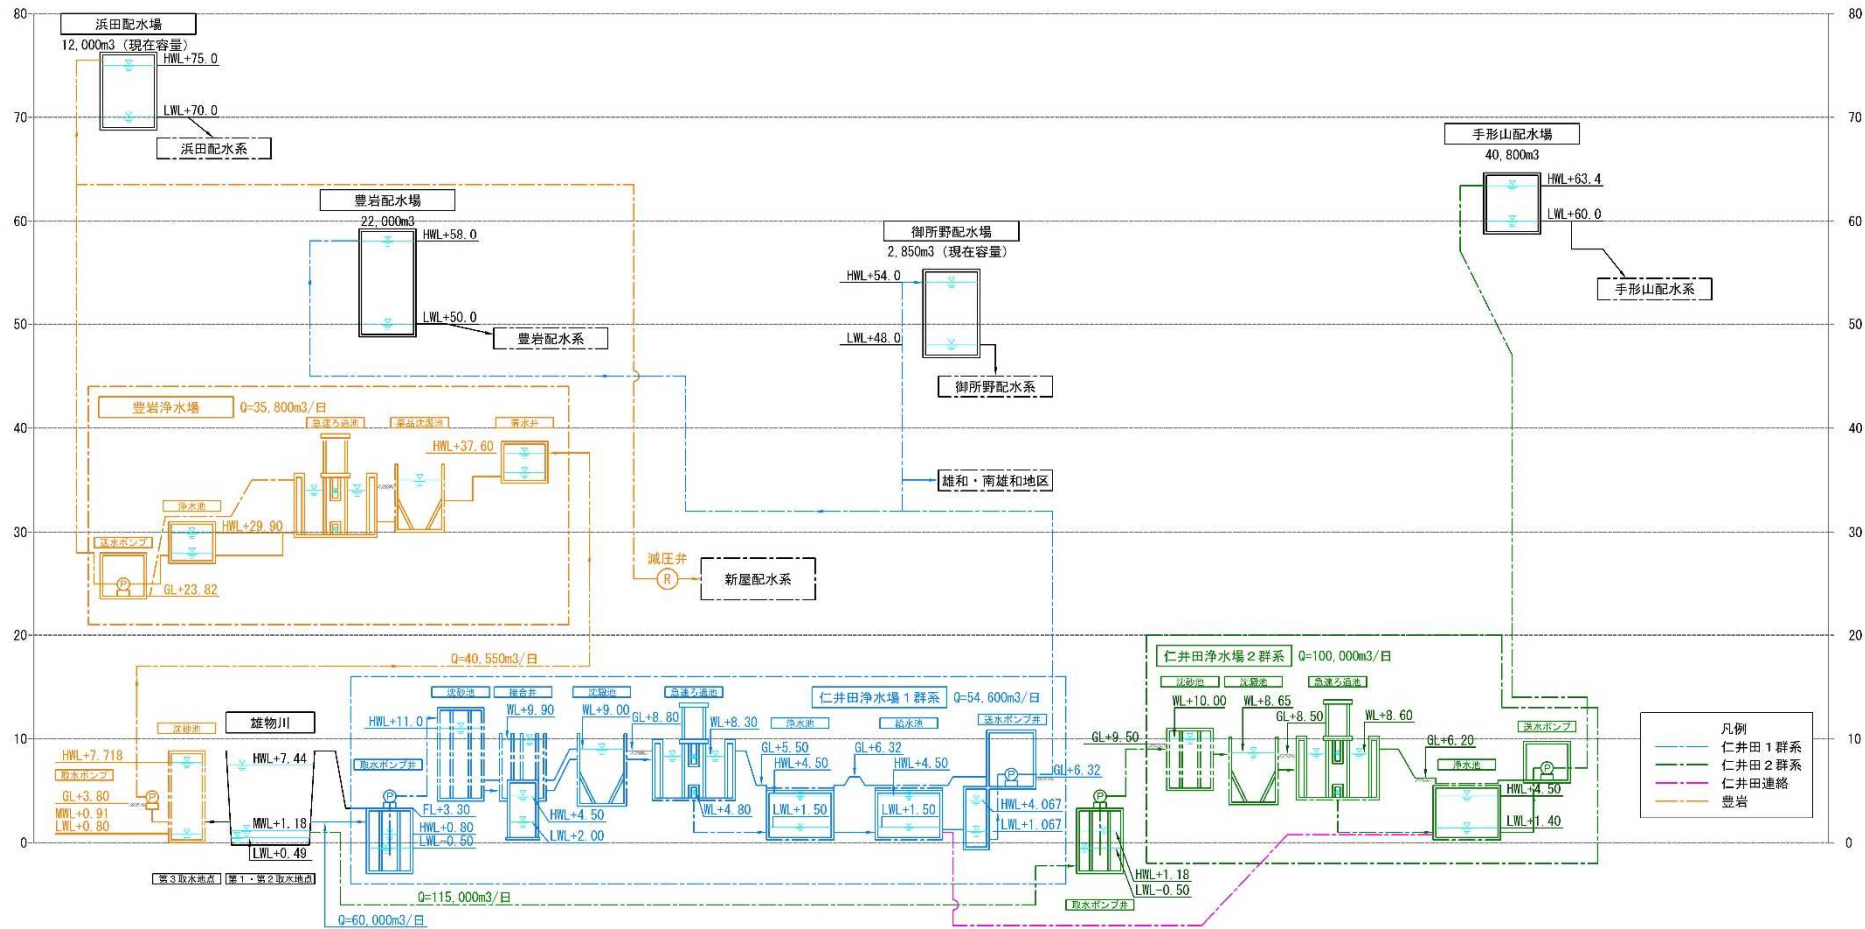 80
80
浜田配水場
12,000m3（現在容量）
HWL+75.0
70
LWL+70.0
70
浜田配水系
手形山配水場
40,800m3
HWL+63.4
豊岩配水場
22,000m3
60
LWL+60.0
60
HWL+58.0
御所野配水場
2,850m3（現在容量）
HWL+54.0
手形山配水系
50
LWL+50.0
50
豊岩配水系
LWL+48.0
御所野配水系
豊岩浄水場 Q=35,800m3/日
急速ろ過池
薬品沈澱池
着水井
40
HWL+37.60
40
雄和・南雄和地区
浄水池
30
HWL+29.90
30
送水ポンプ
減圧弁
GL+23.82
R
新屋配水系
P
20
20
Q=40,550m3/日
仁井田浄水場２群系 Q=100,000m3/日
沈砂池
接合井
沈澱池
急速ろ過池
仁井田浄水場１群系 Q=54,600m3/日
沈砂池
沈澱池
急速ろ過池
沈砂池
雄物川
HWL+11.0
WL+9.90
WL+9.00
GL+8.80
WL+8.30
浄水池
給水池
送水ポンプ井
WL+10.00
WL+8.65
GL+8.50
WL+8.60
送水ポンプ
10
GL+9.50
10
HWL+7.718
HWL+7.44
取水ポンプ井
GL+5.50
GL+6.32
GL+6.32
GL+6.20
浄水池
取水ポンプ
HWL+4.50
HWL+4.50
P
P
GL+3.80
P
P
FL+3.30
HWL+4.50
WL+4.80
LWL+1.50
LWL+1.50
HWL+4.067
P
HWL+4.50
MWL+0.91
MWL+1.18
HWL+0.80
LWL+2.00
LWL+1.067
LWL+1.40
LWL+0.80
LWL-0.50
0
LWL+0.49
0
第3取水地点
第1・第2取水地点
HWL+1.18
LWL-0.50
Q=115,000m3/日
取水ポンプ井
Q=60,000m3/日
凡例
仁井田１群系
仁井田２群系
仁井田連絡
豊岩